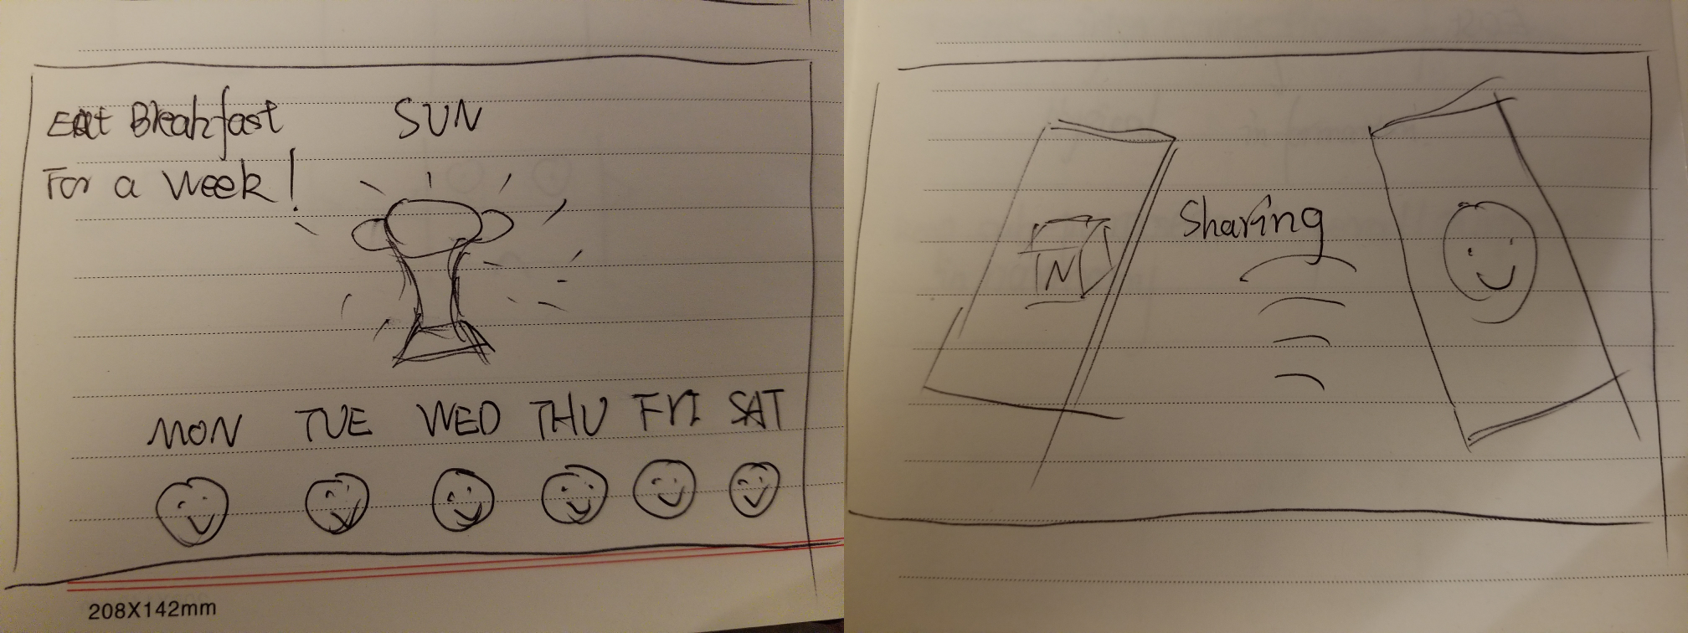 Eat Breakfast
For a Week!
SUN
MON TUE WED THU FRI SAT
208X142mm
Sharing
N